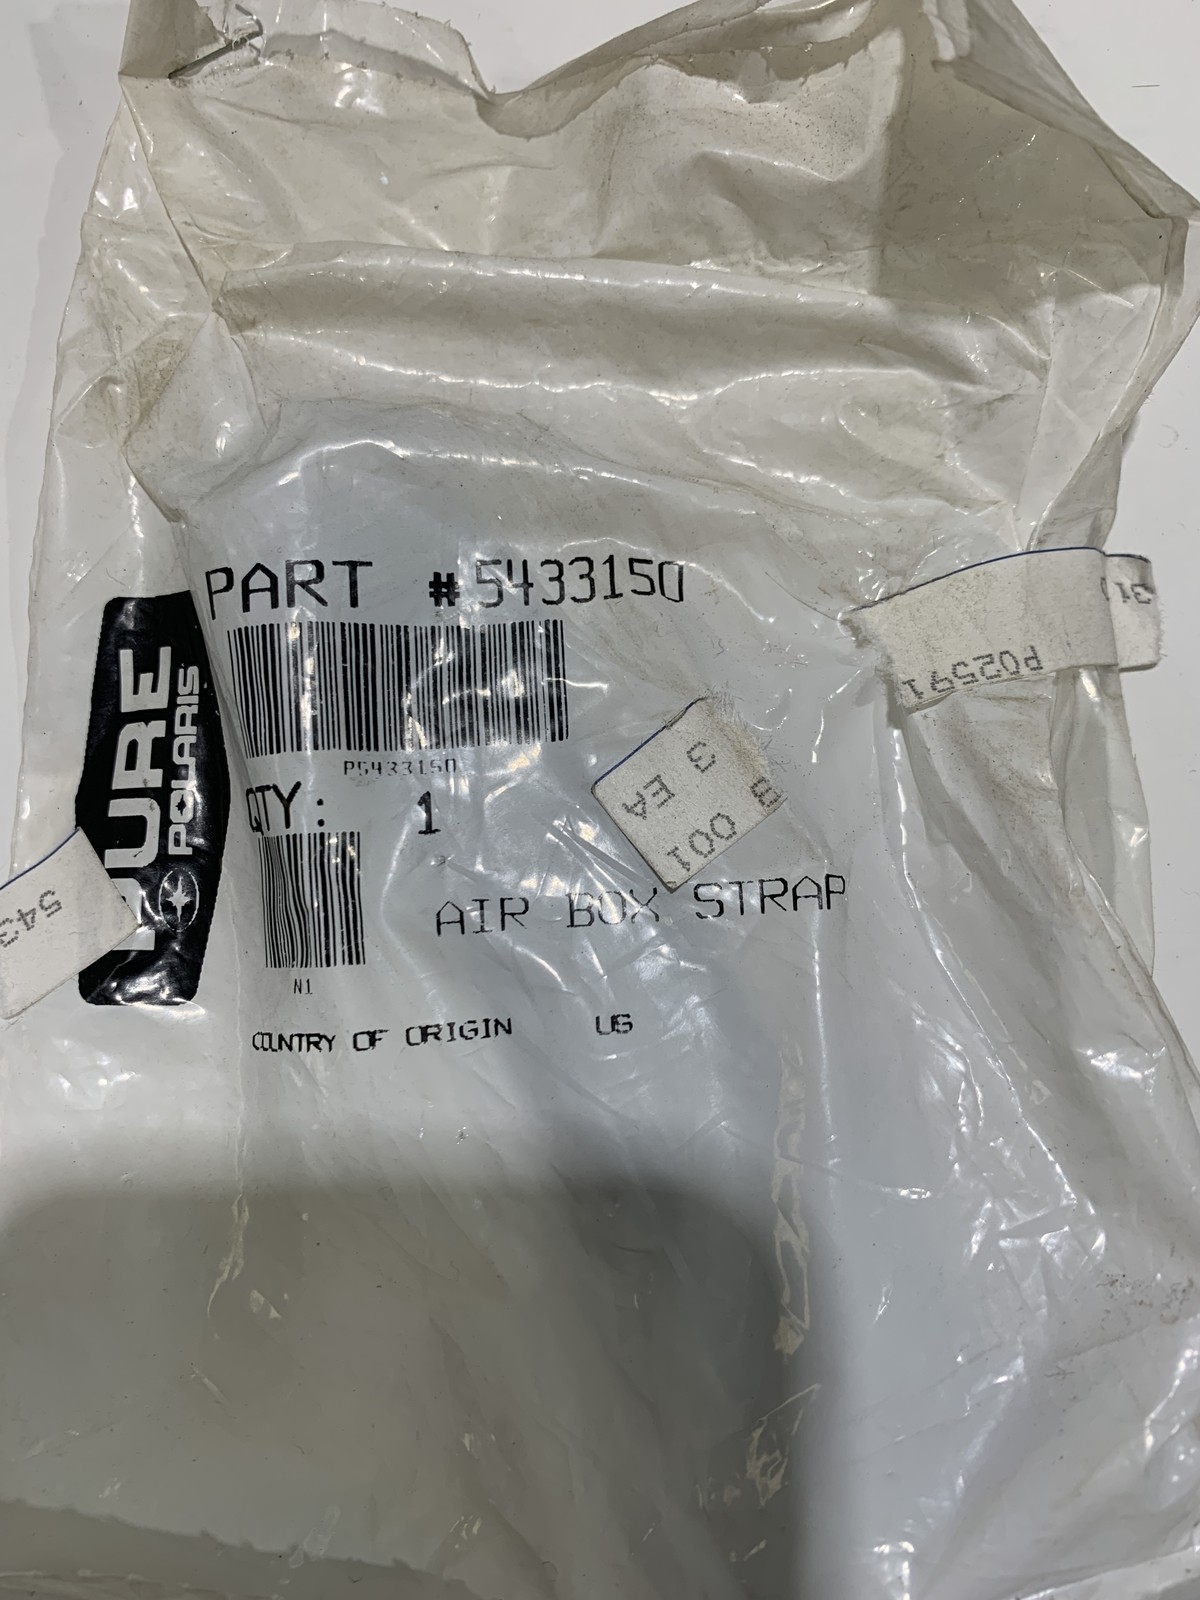 PART #5433150
P5433150
QTY: 1
AIR BOX STRAP
N1
COUNTRY OF ORIGIN US
PURE
POLARIS
P02591
3 EA
B 001
543